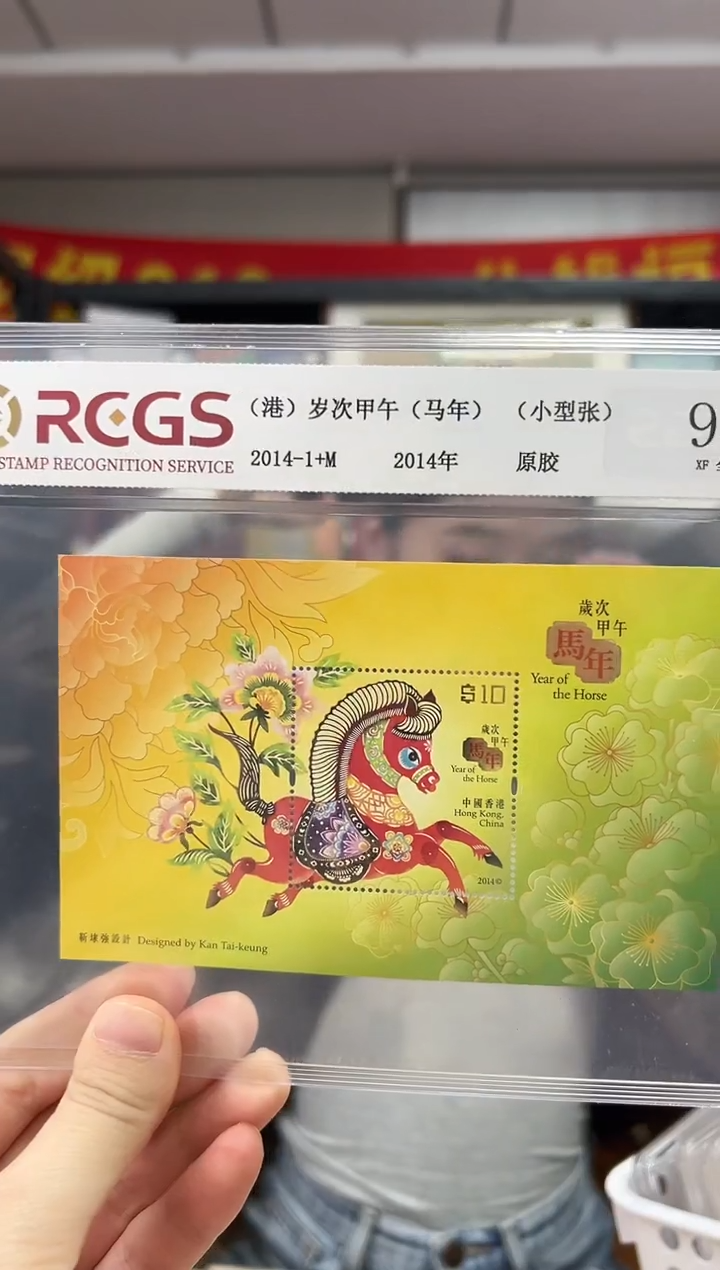 RCGS
STAMP RECOGNITION SERVICE
（港）岁次甲午（马年）（小型张）
2014-1+M 2014年 原胶
9
XF
歲次
甲午
馬年
Year of
the Horse
$10
歲次
甲午
馬年
Year of
the Horse
中國香港
Hong Kong,
China
2014©
靳埭強設計 Designed by Kan Tai-keung